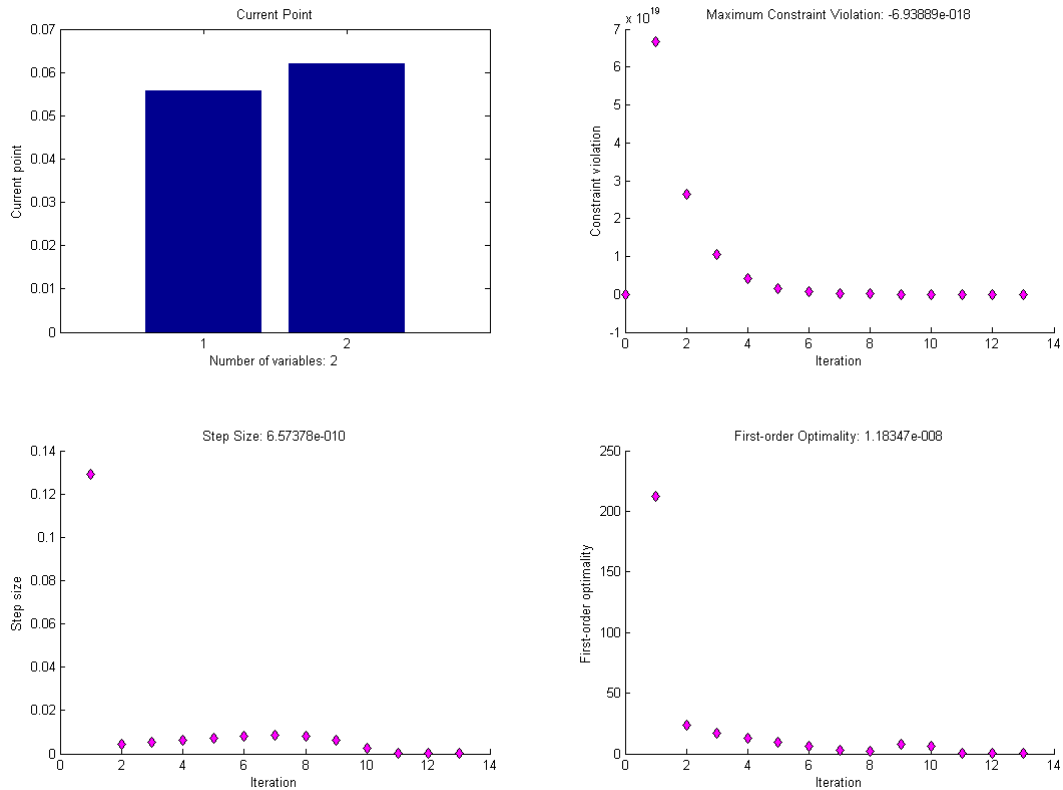 Current Point
0.07
0.06
0.05
0.04
0.03
0.02
0.01
0
Current point
1 2
Number of variables: 2
Maximum Constraint Violation: -6.93889e-018
x 10^19
7
6
5
4
3
2
1
0
-1
Constraint violation
0 2 4 6 8 10 12 14
Iteration
Step Size: 6.57378e-010
0.14
0.12
0.1
0.08
0.06
0.04
0.02
0
Step size
0 2 4 6 8 10 12 14
Iteration
First-order Optimality: 1.18347e-008
250
200
150
100
50
0
First-order optimality
0 2 4 6 8 10 12 14
Iteration